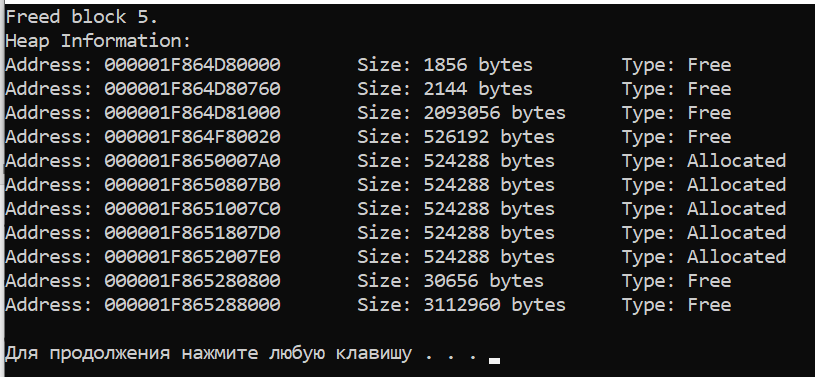 Freed block 5.
Heap Information:
Address: 000001F864D80000 Size: 1856 bytes Type: Free
Address: 000001F864D80760 Size: 2144 bytes Type: Free
Address: 000001F864D81000 Size: 2093056 bytes Type: Free
Address: 000001F864F80020 Size: 526192 bytes Type: Free
Address: 000001F8650007A0 Size: 524288 bytes Type: Allocated
Address: 000001F8650807B0 Size: 524288 bytes Type: Allocated
Address: 000001F8651007C0 Size: 524288 bytes Type: Allocated
Address: 000001F8651807D0 Size: 524288 bytes Type: Allocated
Address: 000001F8652007E0 Size: 524288 bytes Type: Allocated
Address: 000001F865280800 Size: 30656 bytes Type: Free
Address: 000001F865288000 Size: 3112960 bytes Type: Free
Для продолжения нажмите любую клавишу . . .